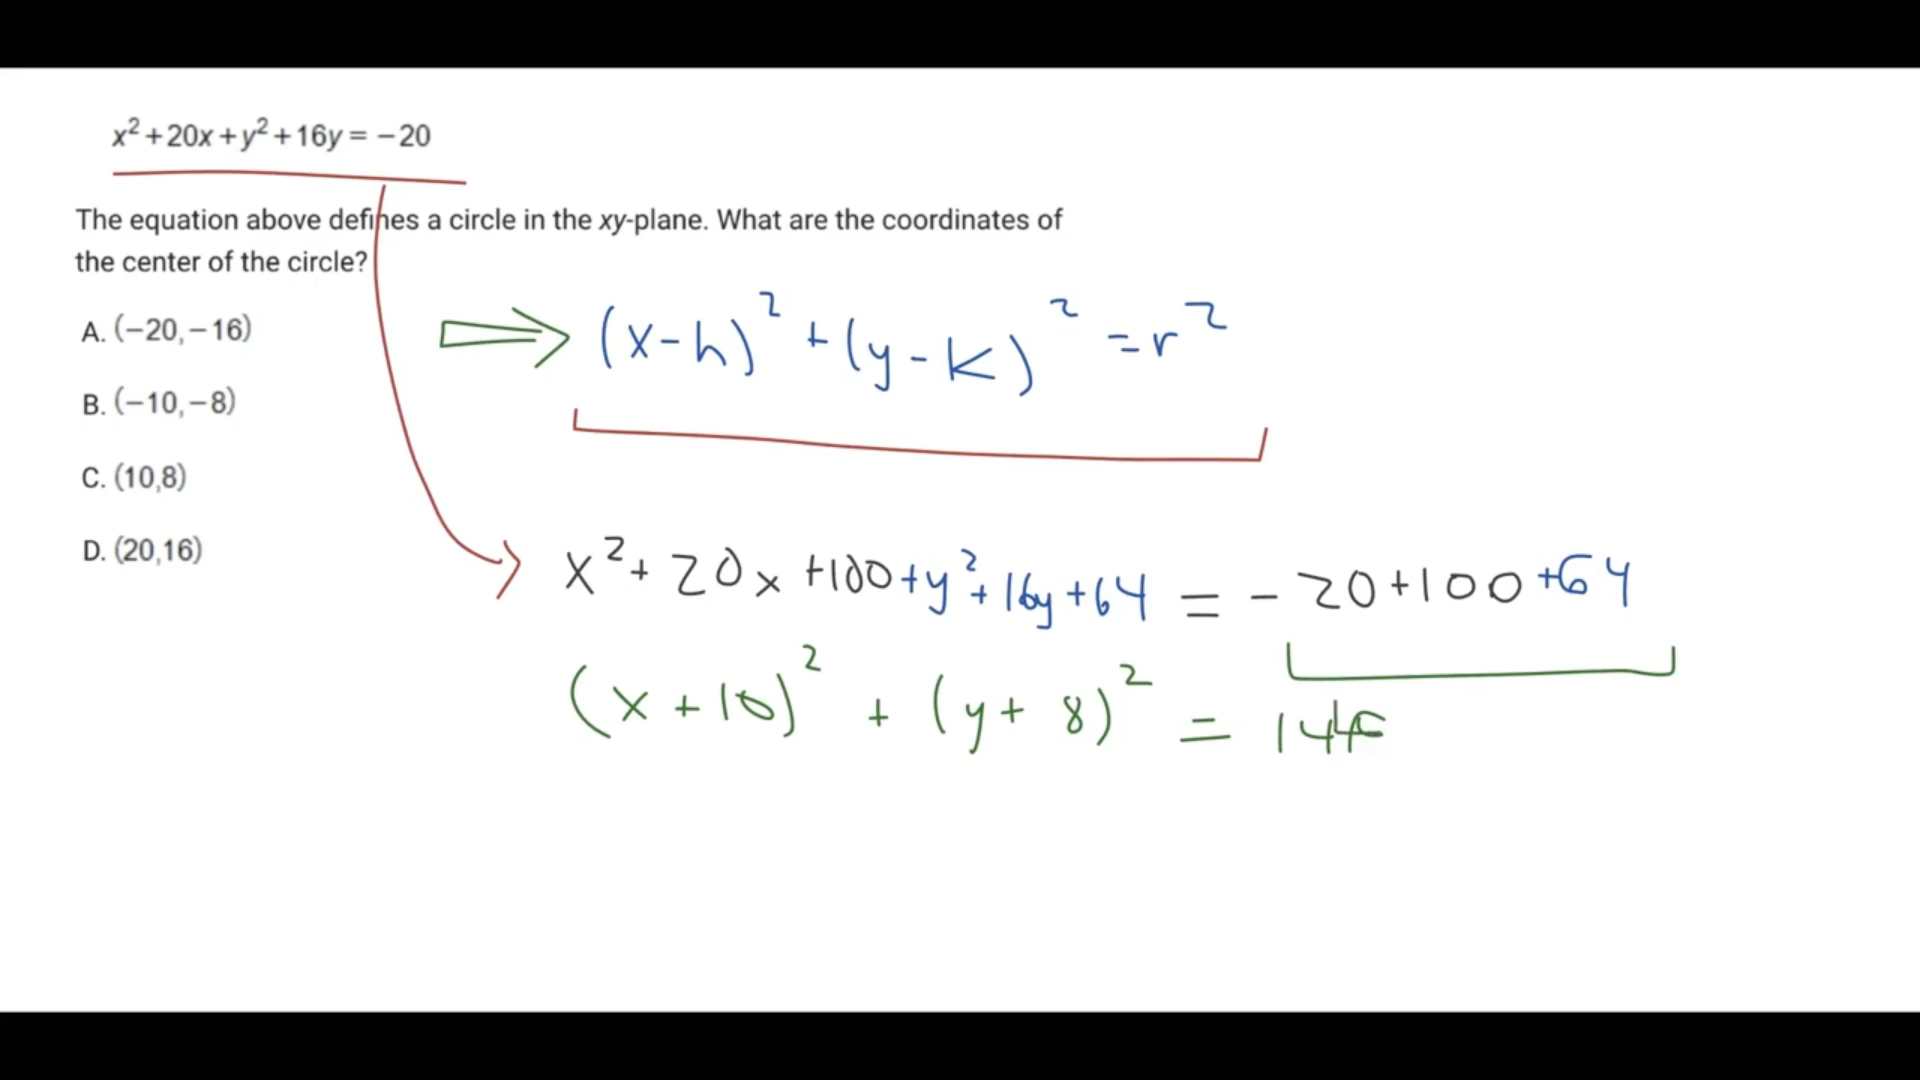 x²+20x+y²+16y=−20
The equation above defines a circle in the xy-plane. What are the coordinates of
the center of the circle?
A. (−20,−16)
B. (−10,−8)
C. (10,8)
D. (20,16)
(x-h)² + (y-k)² = r²
x²+20x+100+y²+16y+64 = -20+100+64
(x+10)² + (y+8)² = 144